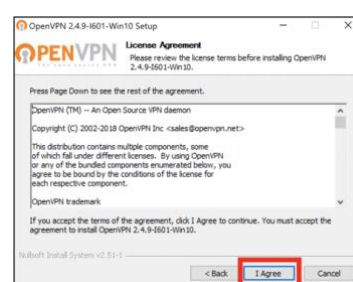 OpenVPN 2.4.9-I601-Win10 Setup
OPENVPN
License Agreement
Please review the license terms before installing OpenVPN
2.4.9-I601-Win10.
Press Page Down to see the rest of the agreement.
OpenVPN (TM) -- An Open Source VPN daemon
Copyright (C) 2002-2018 OpenVPN Inc <sales@openvpn.net>
This distribution contains multiple components, some
of which fall under different licenses. By using OpenVPN
or any of the bundled components enumerated below, you
agree to be bound by the conditions of the license for
each respective component.
OpenVPN trademark
If you accept the terms of the agreement, click I Agree to continue. You must accept the
agreement to install OpenVPN 2.4.9-I601-Win10.
Nullsoft Install System v2.51-1
< Back
I Agree
Cancel